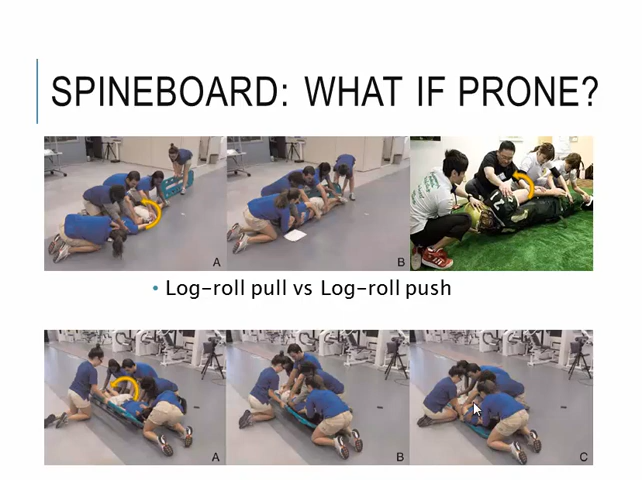 SPINEBOARD: WHAT IF PRONE?
A
B
• Log-roll pull vs Log-roll push
A
B
C